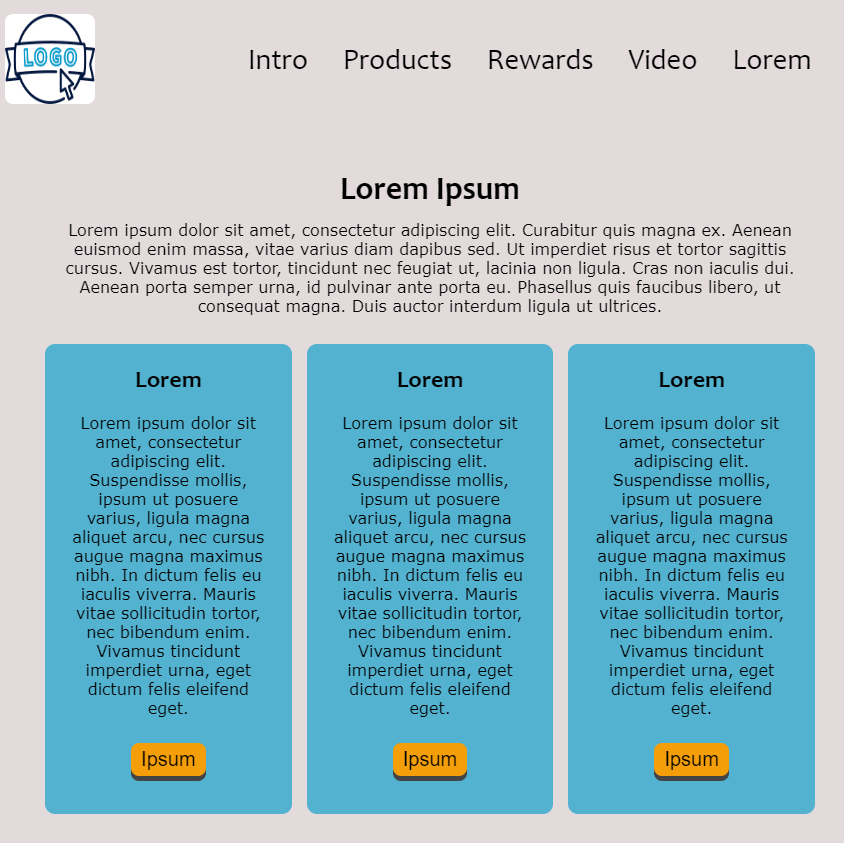 LOGO
Intro Products Rewards Video Lorem
Lorem Ipsum
Lorem ipsum dolor sit amet, consectetur adipiscing elit. Curabitur quis magna ex. Aenean
euismod enim massa, vitae varius diam dapibus sed. Ut imperdiet risus et tortor sagittis
cursus. Vivamus est tortor, tincidunt nec feugiat ut, lacinia non ligula. Cras non iaculis dui.
Aenean porta semper urna, id pulvinar ante porta eu. Phasellus quis faucibus libero, ut
consequat magna. Duis auctor interdum ligula ut ultrices.
Lorem
Lorem ipsum dolor sit
amet, consectetur
adipiscing elit.
Suspendisse mollis,
ipsum ut posuere
varius, ligula magna
aliquet arcu, nec cursus
augue magna maximus
nibh. In dictum felis eu
iaculis viverra. Mauris
vitae sollicitudin tortor,
nec bibendum enim.
Vivamus tincidunt
imperdiet urna, eget
dictum felis eleifend
eget.
Ipsum
Lorem
Lorem ipsum dolor sit
amet, consectetur
adipiscing elit.
Suspendisse mollis,
ipsum ut posuere
varius, ligula magna
aliquet arcu, nec cursus
augue magna maximus
nibh. In dictum felis eu
iaculis viverra. Mauris
vitae sollicitudin tortor,
nec bibendum enim.
Vivamus tincidunt
imperdiet urna, eget
dictum felis eleifend
eget.
Ipsum
Lorem
Lorem ipsum dolor sit
amet, consectetur
adipiscing elit.
Suspendisse mollis,
ipsum ut posuere
varius, ligula magna
aliquet arcu, nec cursus
augue magna maximus
nibh. In dictum felis eu
iaculis viverra. Mauris
vitae sollicitudin tortor,
nec bibendum enim.
Vivamus tincidunt
imperdiet urna, eget
dictum felis eleifend
eget.
Ipsum